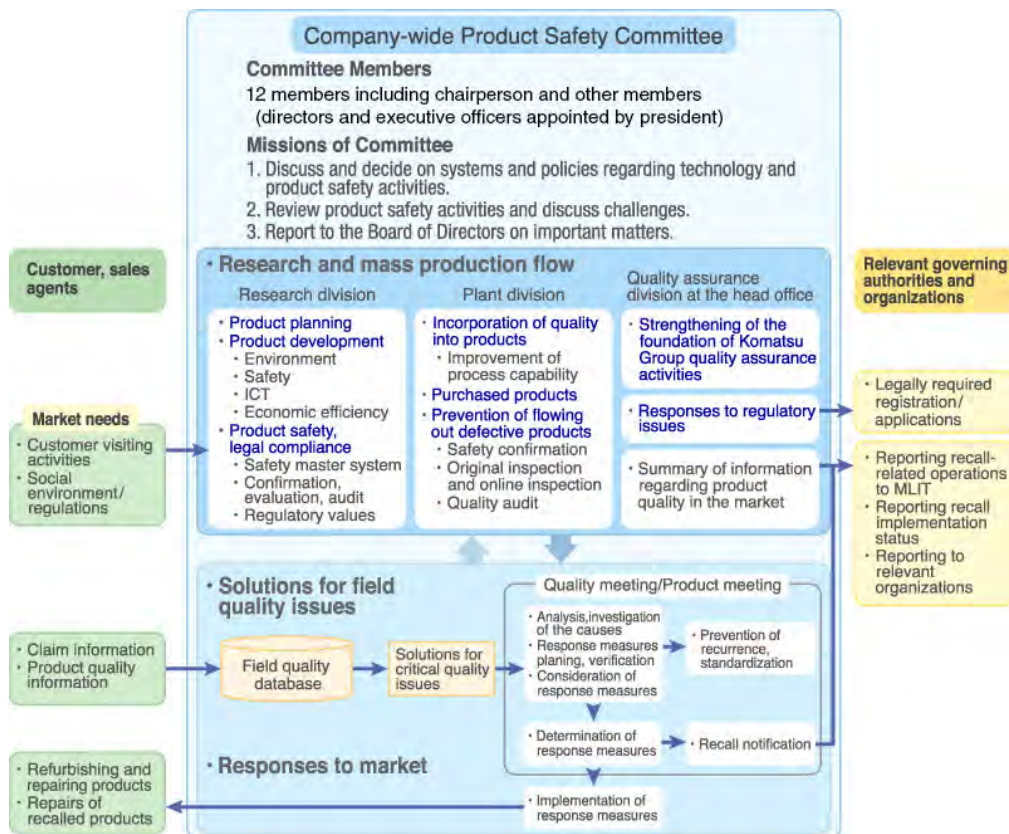 Company-wide Product Safety Committee
Committee Members
12 members including chairperson and other members
(directors and executive officers appointed by president)
Missions of Committee
1. Discuss and decide on systems and policies regarding technology and
product safety activities.
2. Review product safety activities and discuss challenges.
3. Report to the Board of Directors on important matters.
Customer, sales
agents
Market needs
• Customer visiting
activities
• Social
environment/
regulations
• Research and mass production flow
Research division
• Product planning
• Product development
• Environment
• Safety
• ICT
• Economic efficiency
• Product safety,
legal compliance
• Safety master system
• Confirmation,
evaluation, audit
• Regulatory values
Plant division
• Incorporation of quality
into products
• Improvement of
process capability
• Purchased products
• Prevention of flowing
out defective products
• Safety confirmation
• Original inspection
and online inspection
• Quality audit
Quality assurance
division at the head office
• Strengthening of the
foundation of Komatsu
Group quality assurance
activities
• Responses to regulatory
issues
• Summary of information
regarding product
quality in the market
Relevant governing
authorities and
organizations
• Legally required
registration/
applications
• Reporting recall-
related operations
to MLIT
• Reporting recall
implementation
status
• Reporting to
relevant
organizations
• Solutions for field
quality issues
• Claim information
• Product quality
information
Field quality
database
Solutions for
critical quality
issues
Quality meeting/Product meeting
• Analysis,investigation
of the causes
• Response measures
planing, verification
• Consideration of
response measures
• Prevention of
recurrence,
standardization
• Determination of
response measures
• Recall notification
• Responses to market
• Implementation of
response measures
• Refurbishing and
repairing products
• Repairs of
recalled products